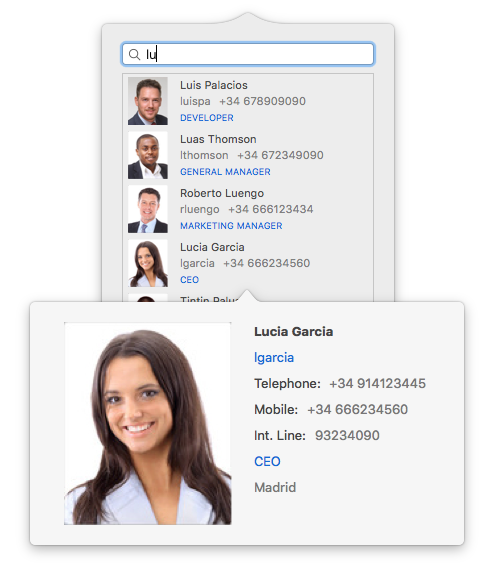 lu
Luis Palacios
luispa +34 678909090
DEVELOPER
Luas Thomson
lthomson +34 672349090
GENERAL MANAGER
Roberto Luengo
rluengo +34 666123434
MARKETING MANAGER
Lucia Garcia
lgarcia +34 666234560
CEO
Tintin
Lucia Garcia
lgarcia
Telephone: +34 914123445
Mobile: +34 666234560
Int. Line: 93234090
CEO
Madrid